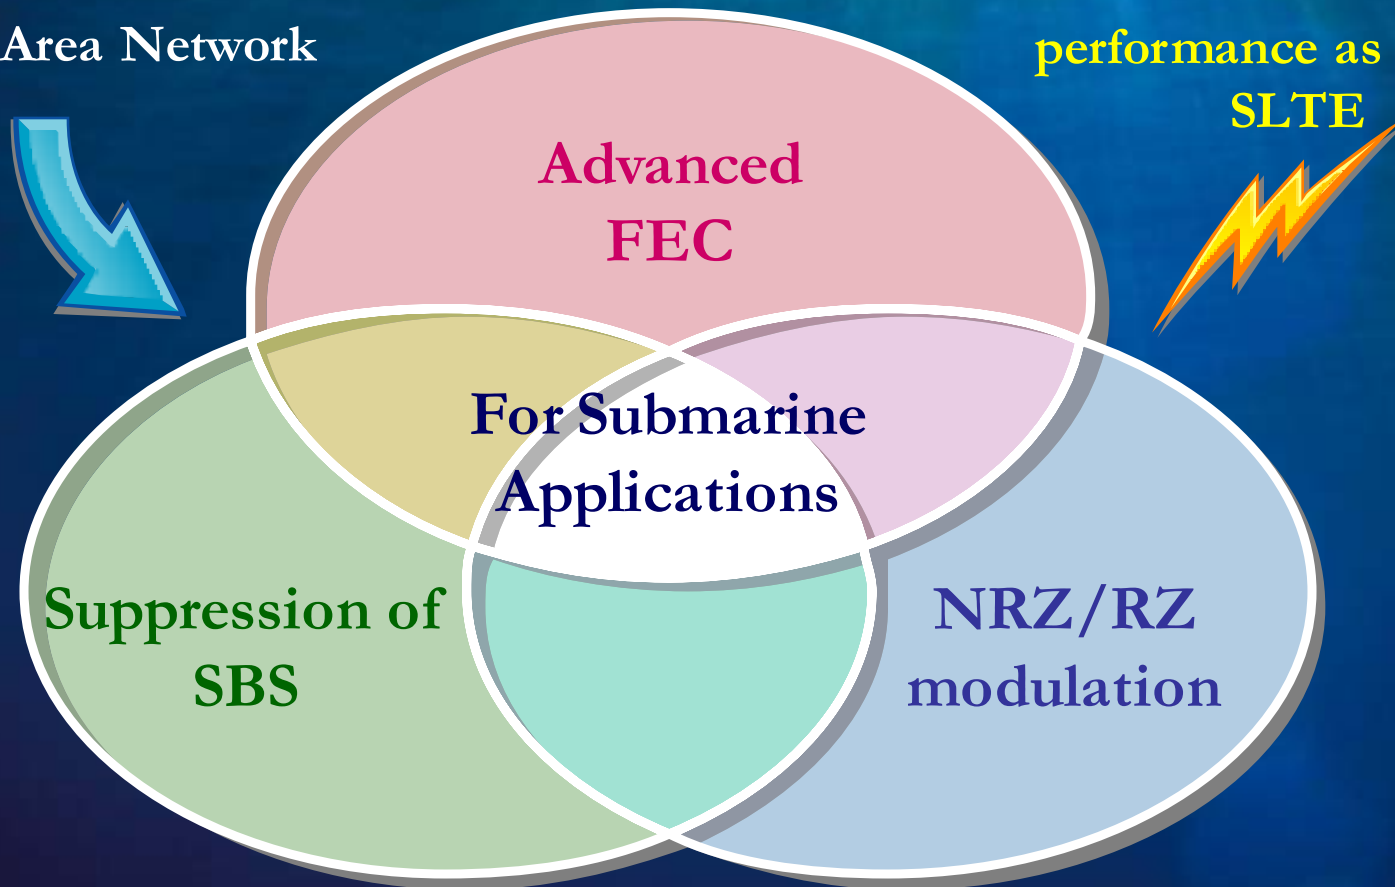 Area Network
performance as
SLTE
Advanced
FEC
For Submarine
Applications
Suppression of
SBS
NRZ/RZ
modulation